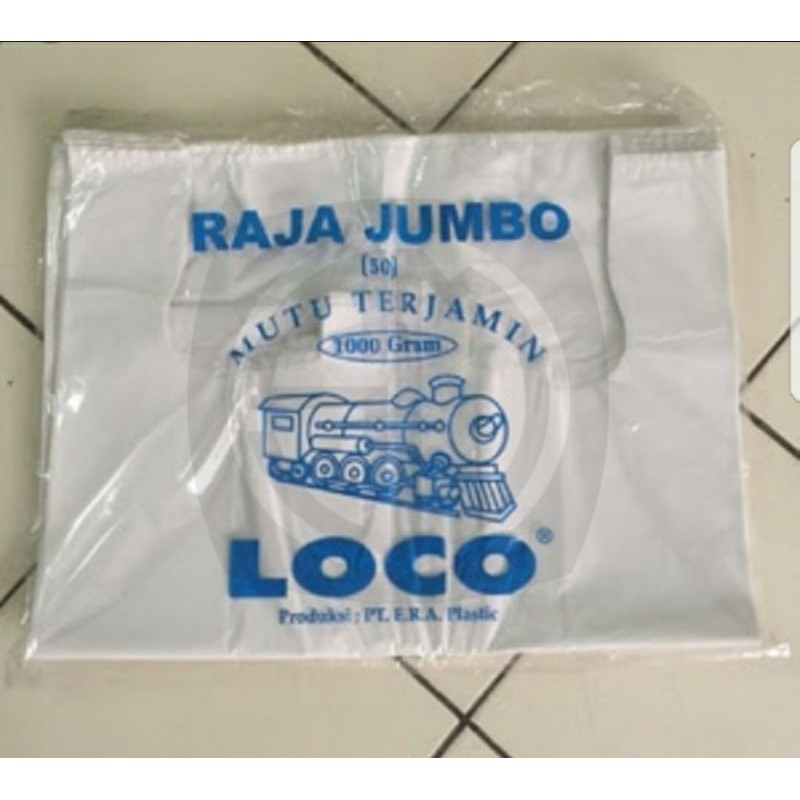 RAJA JUMBO
(50)
MUTU TERJAMIN
1000 Gram
LOCO ®
Produksi : PT. E.R.A. Plastic